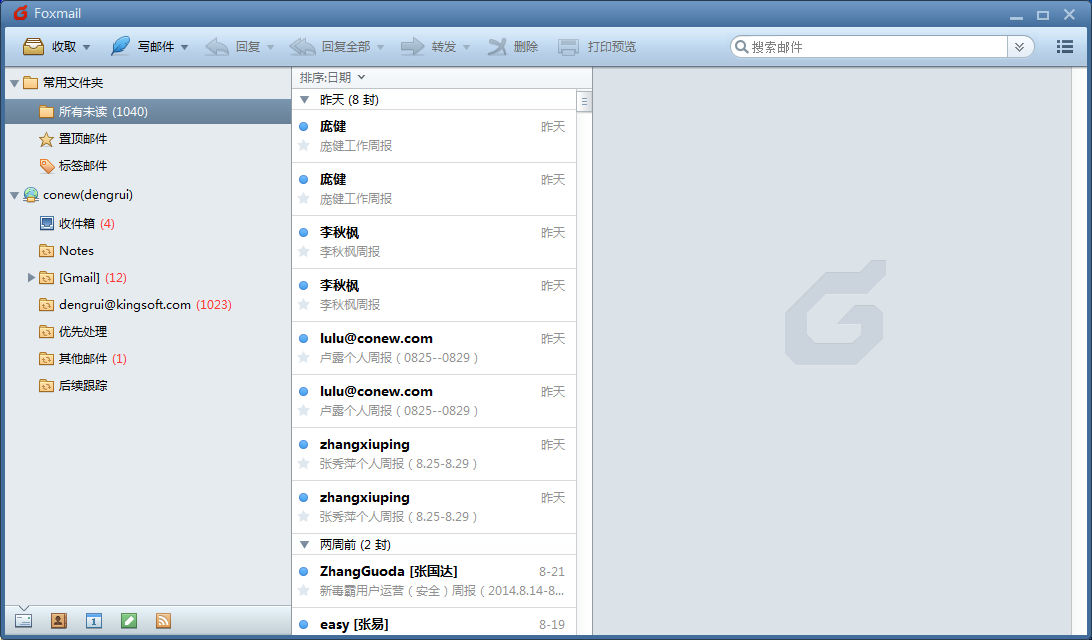 Foxmail
收取 写邮件 回复 回复全部 转发 删除 打印预览 搜索邮件
常用文件夹
所有未读 (1040)
置顶邮件
标签邮件
conew(dengrui)
收件箱 (4)
Notes
[Gmail] (12)
dengrui@kingsoft.com (1023)
优先处理
其他邮件 (1)
后续跟踪
1
排序:日期
昨天 (8 封)
庞健 昨天
庞健工作周报
庞健 昨天
庞健工作周报
李秋枫 昨天
李秋枫周报
李秋枫 昨天
李秋枫周报
lulu@conew.com 昨天
卢露个人周报（0825--0829）
lulu@conew.com 昨天
卢露个人周报（0825--0829）
zhangxiuping 昨天
张秀萍个人周报（8.25-8.29）
zhangxiuping 昨天
张秀萍个人周报（8.25-8.29）
两周前 (2 封)
ZhangGuoda [张国达] 8-21
新毒霸用户运营（安全）周报（2014.8.14-8...
easy [张易] 8-19